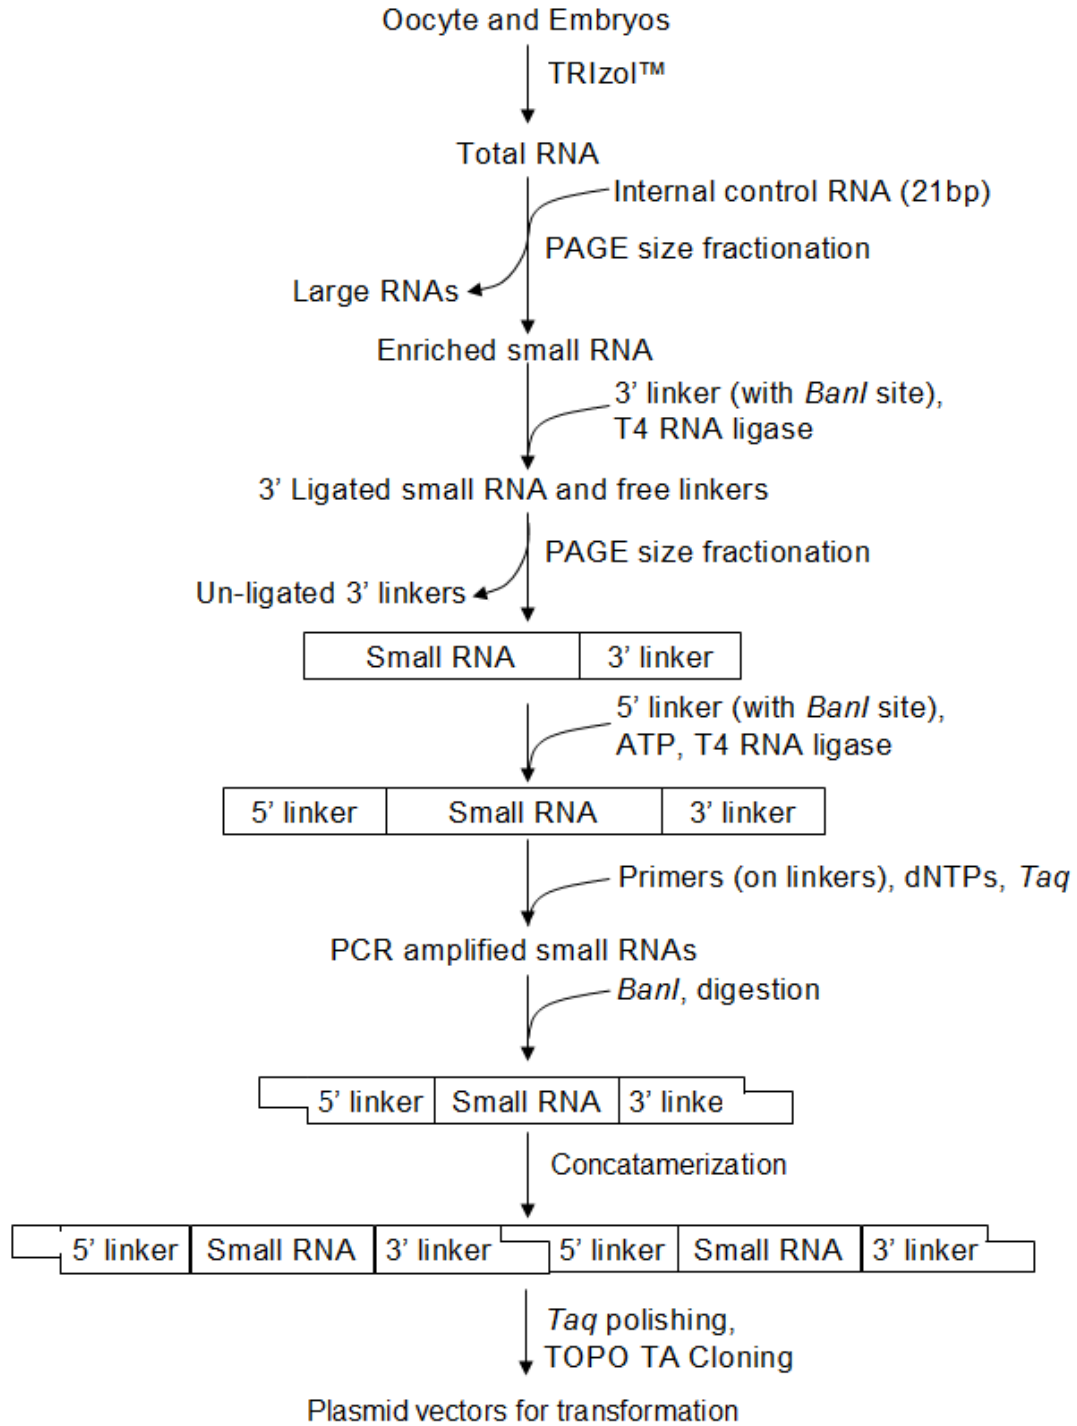 Oocyte and Embryos
TRIzol™
Total RNA
Internal control RNA (21bp)
PAGE size fractionation
Large RNAs
Enriched small RNA
3’ linker (with BanI site),
T4 RNA ligase
3’ Ligated small RNA and free linkers
PAGE size fractionation
Un-ligated 3’ linkers
Small RNA 3’ linker
5’ linker (with BanI site),
ATP, T4 RNA ligase
5’ linker Small RNA 3’ linker
Primers (on linkers), dNTPs, Taq
PCR amplified small RNAs
BanI, digestion
5’ linker Small RNA 3’ linke
Concatamerization
5’ linker Small RNA 3’ linker 5’ linker Small RNA 3’ linker
Taq polishing,
TOPO TA Cloning
Plasmid vectors for transformation